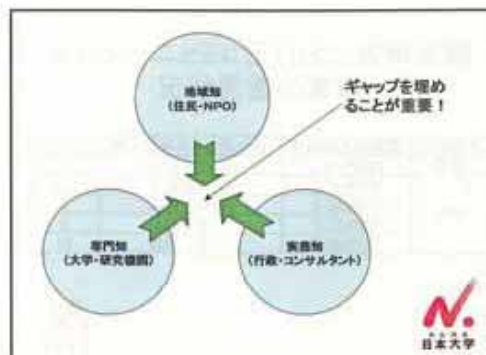 地域知
(住民・NPO)
ギャップを埋め
ることが重要！
専門知
(大学・研究機関)
実務知
(行政・コンサルタント)
N.
日本大学